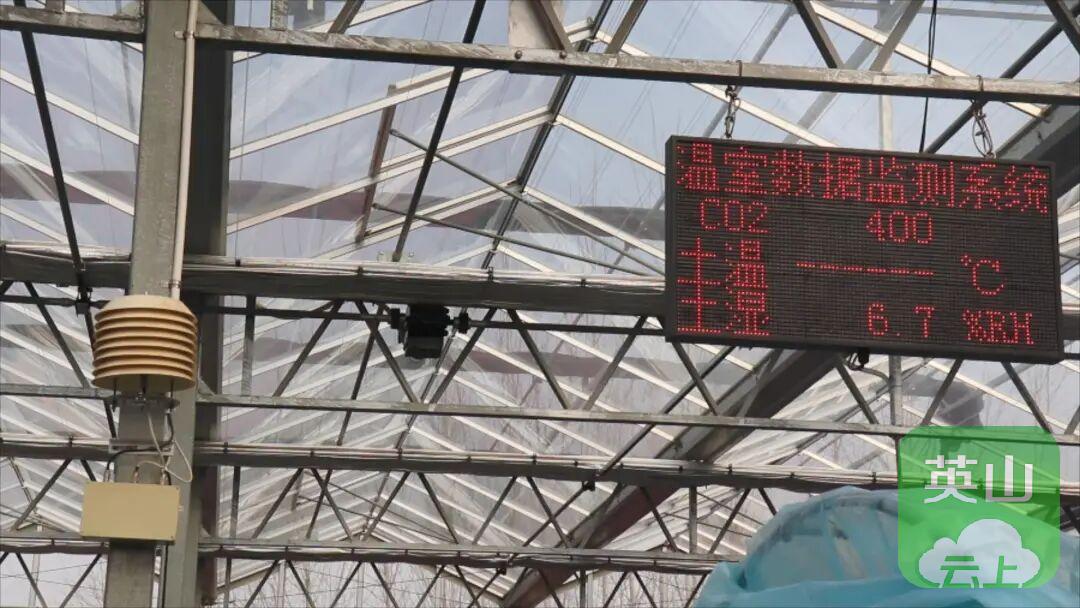 温室数据监测系统
CO2 400
土温 ------ ℃
土湿 6.7 %RH
英山
云上